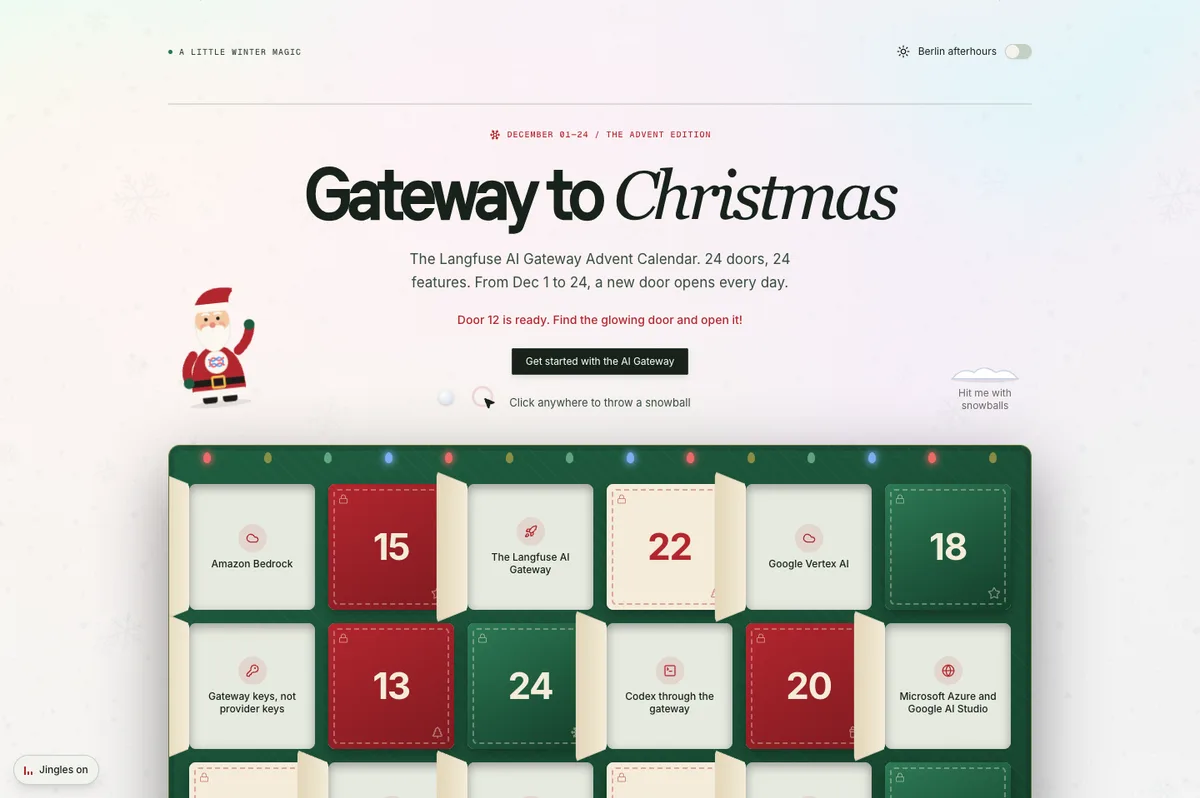 A LITTLE WINTER MAGIC
Berlin afterhours
DECEMBER 01—24 / THE ADVENT EDITION
Gateway to Christmas
The Langfuse AI Gateway Advent Calendar. 24 doors, 24
features. From Dec 1 to 24, a new door opens every day.
Door 12 is ready. Find the glowing door and open it!
Get started with the AI Gateway
Click anywhere to throw a snowball
Hit me with
snowballs
Amazon Bedrock
15
The Langfuse AI
Gateway
22
Google Vertex AI
18
Gateway keys, not
provider keys
13
24
Codex through the
gateway
20
Microsoft Azure and
Google AI Studio
Jingles on